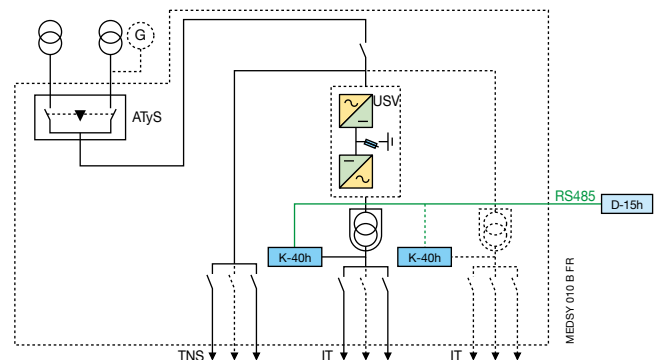 G
ATyS
USV
RS485
D-15h
K-40h
K-40h
MEDSY 010 B FR
TNS
IT
IT